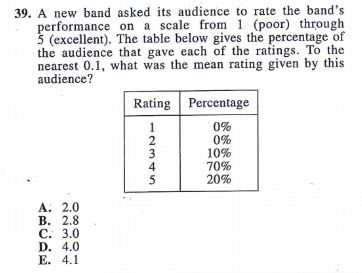 39. A new band asked its audience to rate the band's
performance on a scale from 1 (poor) through
5 (excellent). The table below gives the percentage of
the audience that gave each of the ratings. To the
nearest 0.1, what was the mean rating given by this
audience?
Rating Percentage
1 0%
2 0%
3 10%
4 70%
5 20%
A. 2.0
B. 2.8
C. 3.0
D. 4.0
E. 4.1